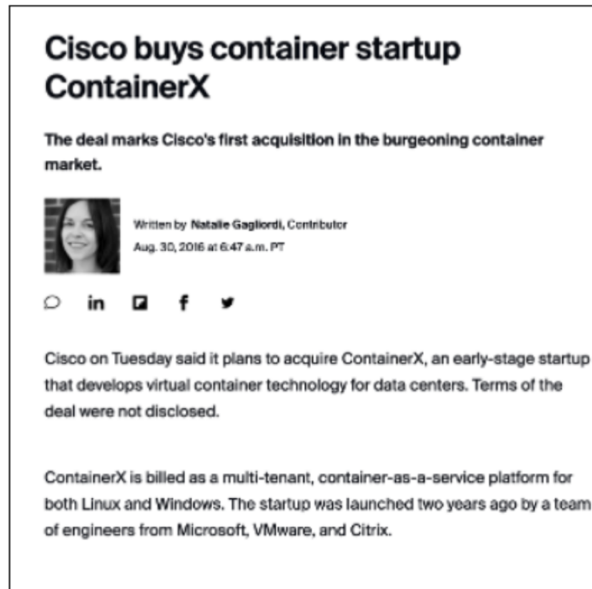 Cisco buys container startup
ContainerX
The deal marks Cisco's first acquisition in the burgeoning container
market.
Written by Natalie Gagliordi, Contributor
Aug. 30, 2016 at 6:47 a.m. PT
Cisco on Tuesday said it plans to acquire ContainerX, an early-stage startup
that develops virtual container technology for data centers. Terms of the
deal were not disclosed.
ContainerX is billed as a multi-tenant, container-as-a-service platform for
both Linux and Windows. The startup was launched two years ago by a team
of engineers from Microsoft, VMware, and Citrix.